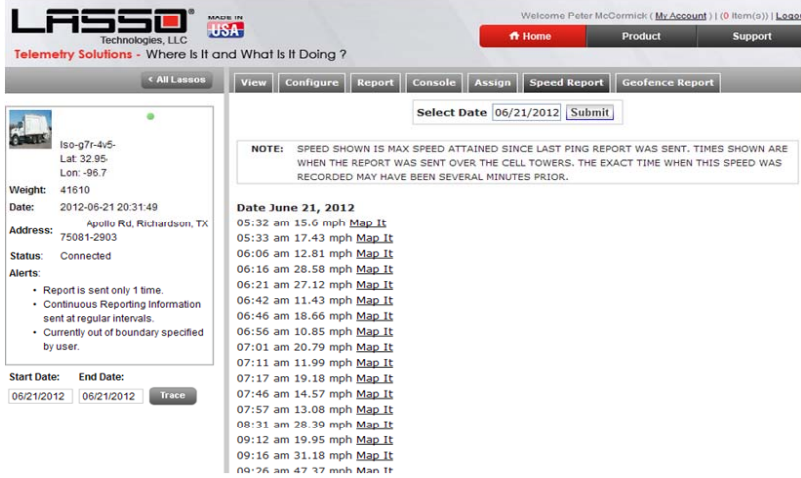 LASSO
Technologies, LLC
MADE IN
USA
Telemetry Solutions - Where Is It and What Is It Doing ?
Welcome Peter McCormick ( My Account ) | (0 Item(s)) | Logou
Home Product Support
< All Lassos
View Configure Report Console Assign Speed Report Geofence Report
Select Date 06/21/2012 Submit
NOTE: SPEED SHOWN IS MAX SPEED ATTAINED SINCE LAST PING REPORT WAS SENT. TIMES SHOWN ARE
WHEN THE REPORT WAS SENT OVER THE CELL TOWERS. THE EXACT TIME WHEN THIS SPEED WAS
RECORDED MAY HAVE BEEN SEVERAL MINUTES PRIOR.
lso-g7r-4v5-
Lat: 32.95-
Lon: -96.7
Weight: 41610
Date: 2012-06-21 20:31:49
Address: Apollo Rd, Richardson, TX
75081-2903
Status: Connected
Alerts:
• Report is sent only 1 time.
• Continuous Reporting Information
sent at regular intervals.
• Currently out of boundary specified
by user.
Start Date: End Date:
06/21/2012 06/21/2012 Trace
Date June 21, 2012
05:32 am 15.6 mph Map It
05:33 am 17.43 mph Map It
06:06 am 12.81 mph Map It
06:16 am 28.58 mph Map It
06:21 am 27.12 mph Map It
06:42 am 11.43 mph Map It
06:46 am 18.66 mph Map It
06:56 am 10.85 mph Map It
07:01 am 20.79 mph Map It
07:11 am 11.99 mph Map It
07:17 am 19.18 mph Map It
07:46 am 14.57 mph Map It
07:57 am 13.08 mph Map It
08:31 am 28.39 mph Map It
09:12 am 19.95 mph Map It
09:16 am 31.18 mph Map It
09:26 am 47.37 mph Map It